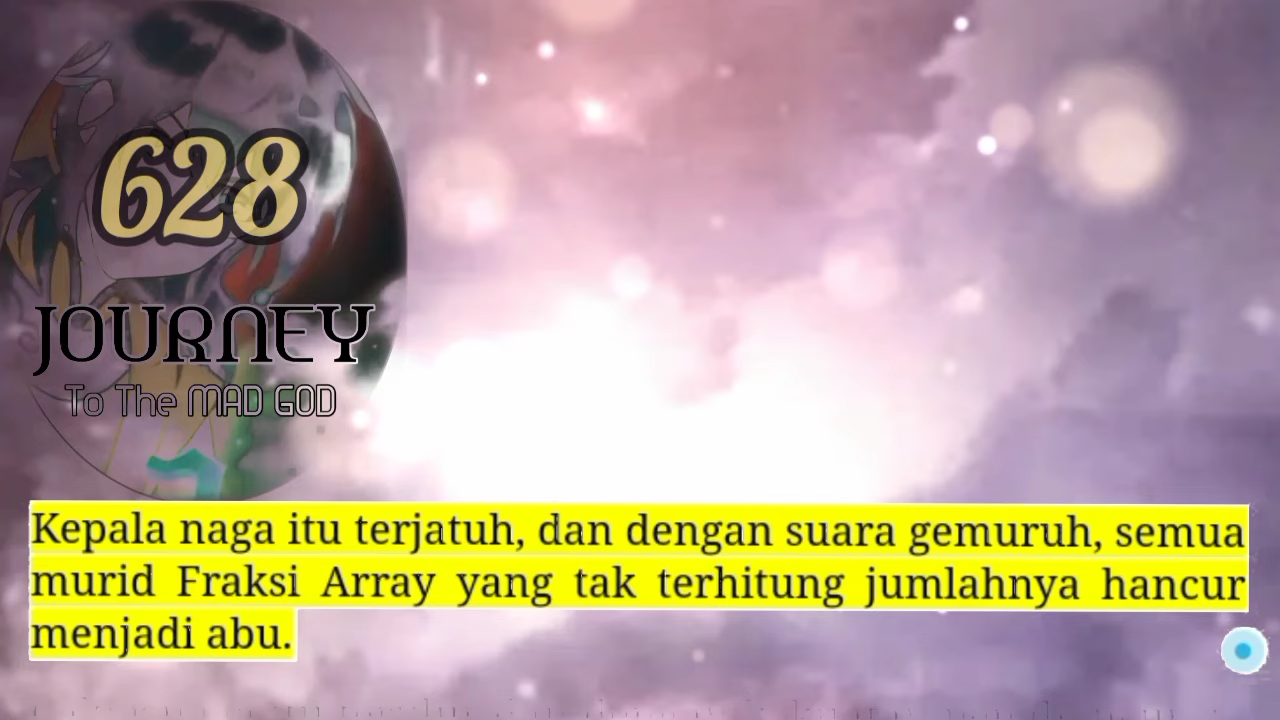 628
JOURNEY
To The MAD GOD
Kepala naga itu terjatuh, dan dengan suara gemuruh, semua
murid Fraksi Array yang tak terhitung jumlahnya hancur
menjadi abu.